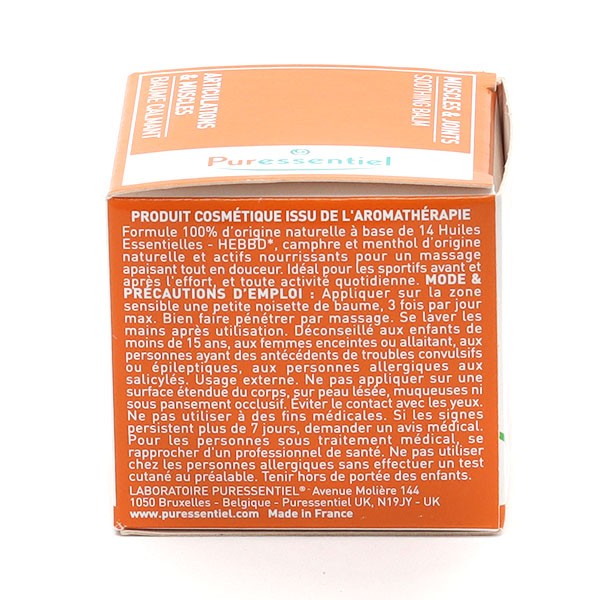 ARTICULATIONS
& MUSCLES
BAUME CALMANT
MUSCLES & JOINTS
SOOTHING BALM
Puressentiel
PRODUIT COSMÉTIQUE ISSU DE L'AROMATHÉRAPIE
Formule 100% d'origine naturelle à base de 14 Huiles
Essentielles - HEBBD*, camphre et menthol d'origine
naturelle et actifs nourrissants pour un massage
apaisant tout en douceur. Idéal pour les sportifs avant et
après l'effort, et toute activité quotidienne. MODE &
PRÉCAUTIONS D'EMPLOI : Appliquer sur la zone
sensible une petite noisette de baume, 3 fois par jour
max. Bien faire pénétrer par massage. Se laver les
mains après utilisation. Déconseillé aux enfants de
moins de 15 ans, aux femmes enceintes ou allaitant, aux
personnes ayant des antécédents de troubles convulsifs
ou épileptiques, aux personnes allergiques aux
salicylés. Usage externe. Ne pas appliquer sur une
surface étendue du corps, sur peau lésée, muqueuses ni
sous pansement occlusif. Éviter le contact avec les yeux.
Ne pas utiliser à des fins médicales. Si les signes
persistent plus de 7 jours, demander un avis médical.
Pour les personnes sous traitement médical, se
rapprocher d'un professionnel de santé. Ne pas utiliser
chez les personnes allergiques sans effectuer un test
cutané au préalable. Tenir hors de portée des enfants.
LABORATOIRE PURESSENTIEL® Avenue Molière 144
1050 Bruxelles - Belgique - Puressentiel UK, N19JY - UK
www.puressentiel.com Made in France